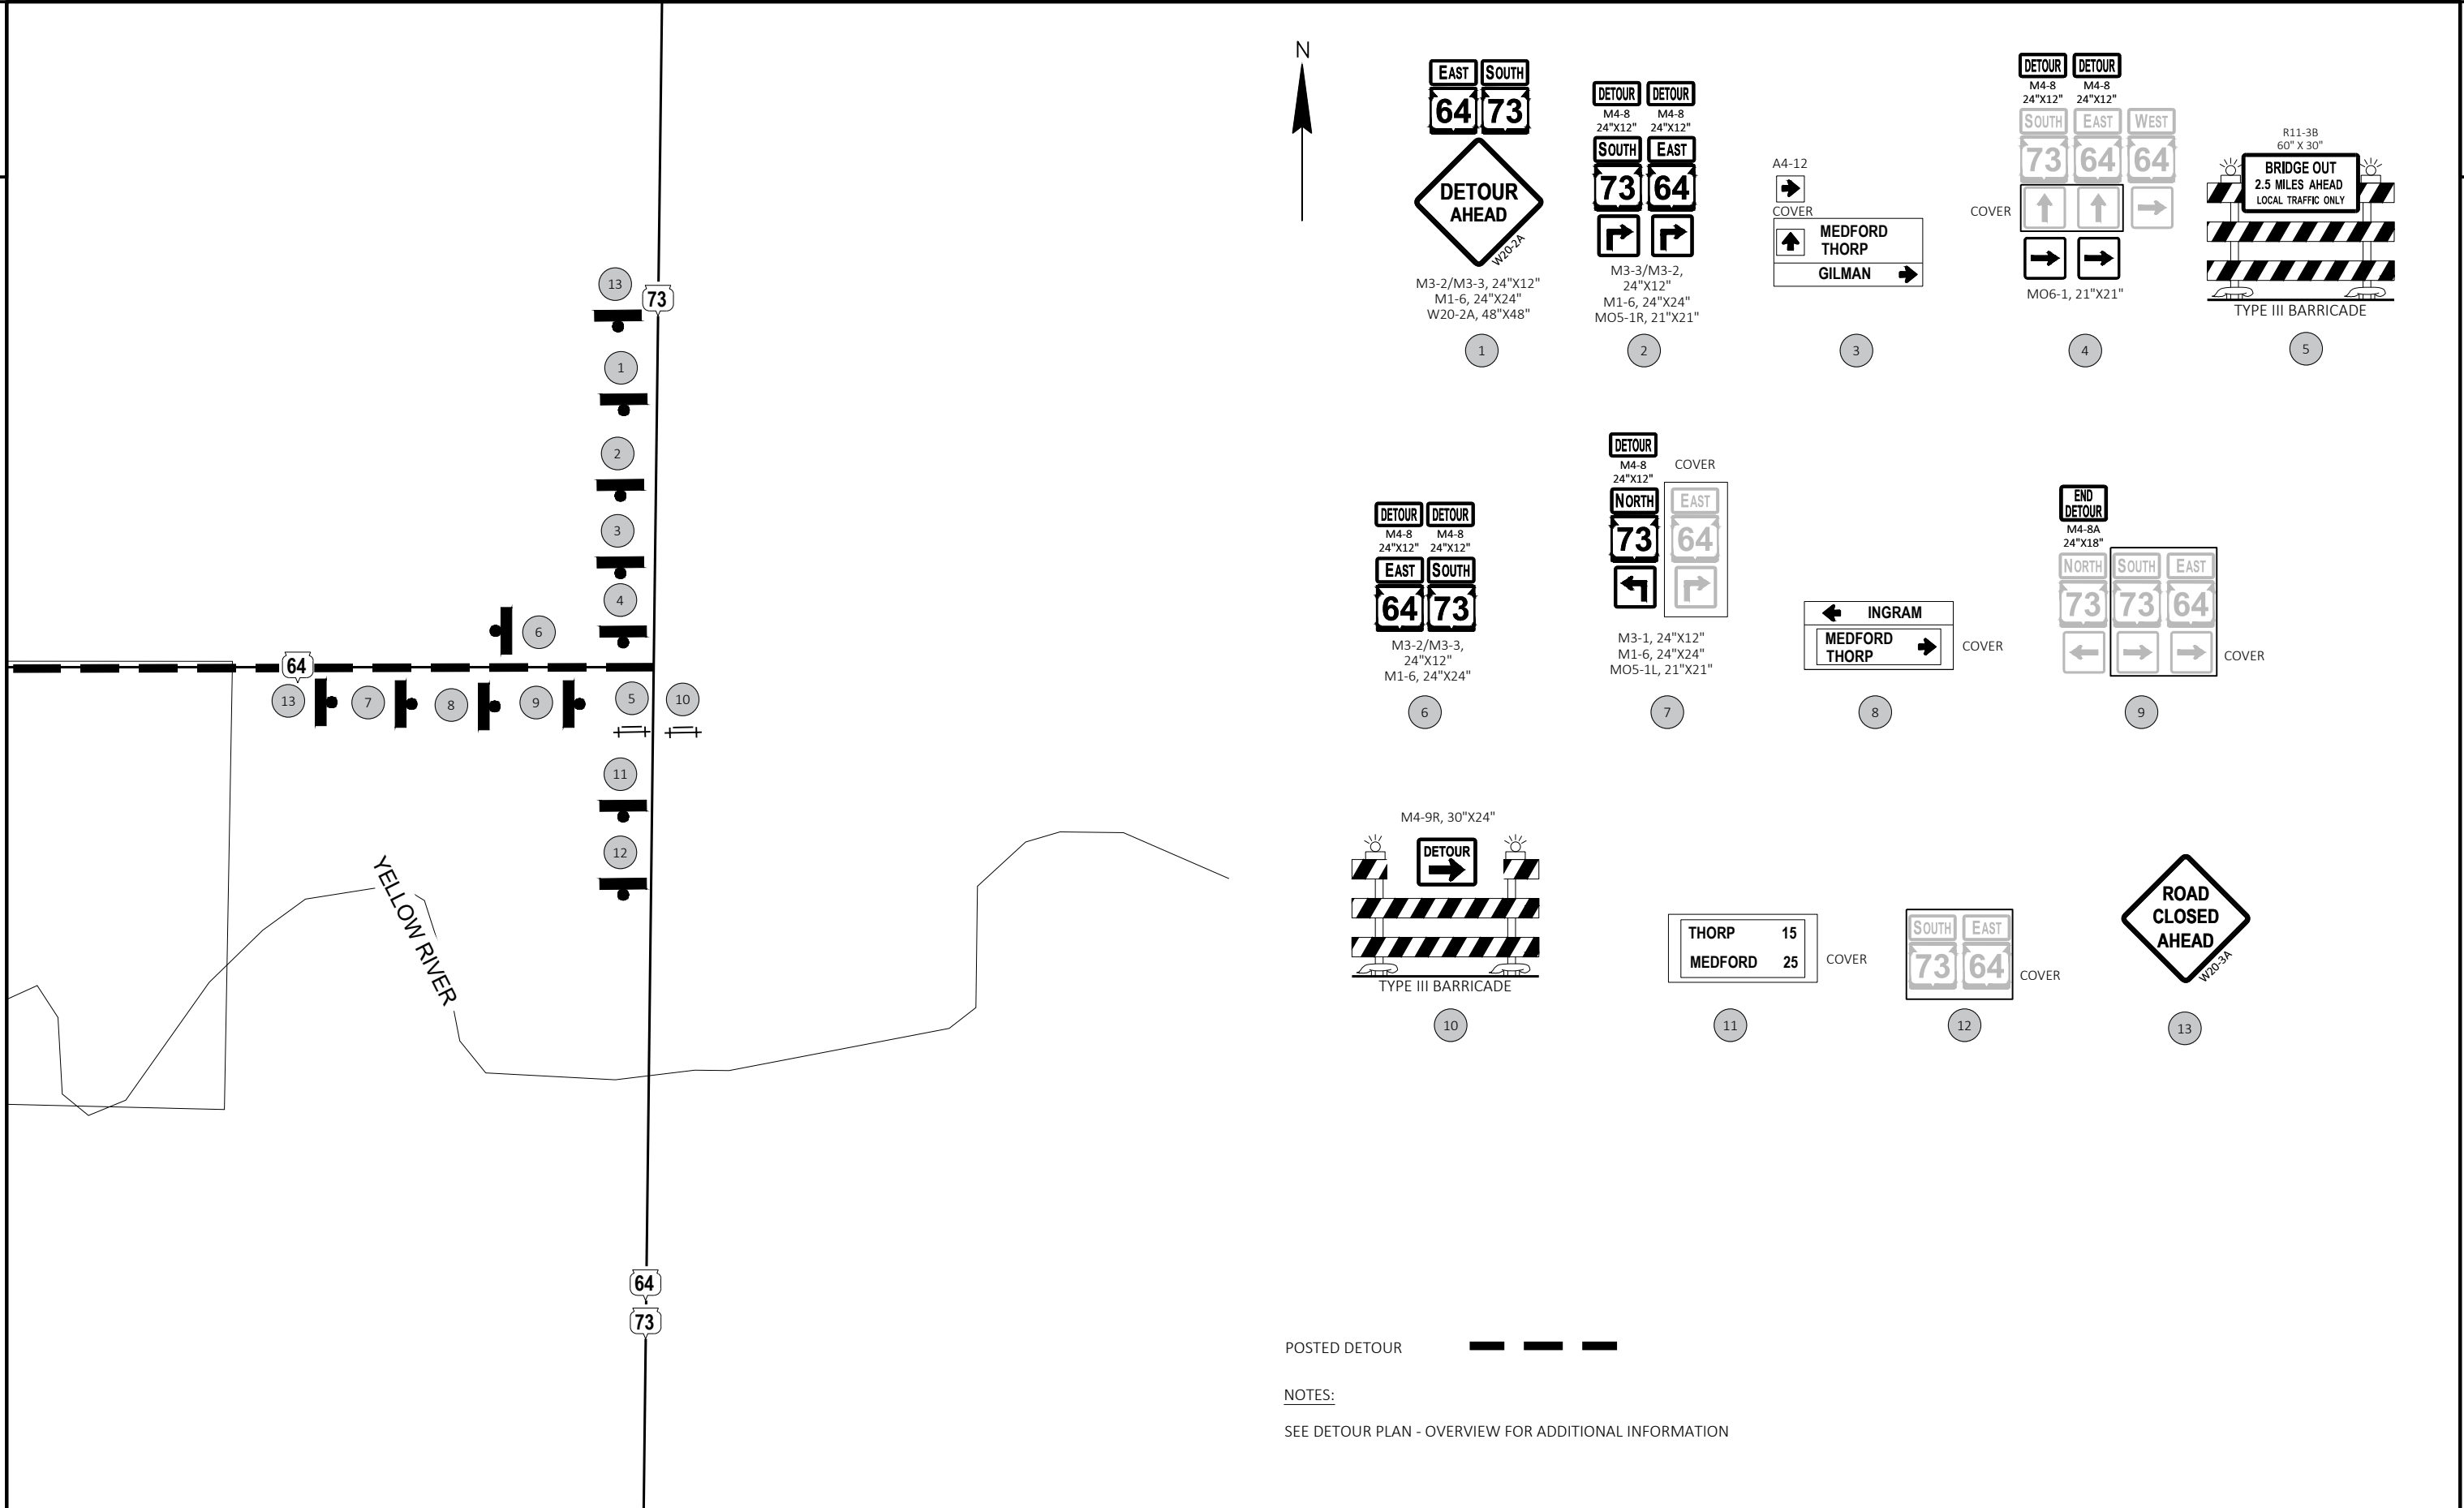 N
13
73
1
2
3
4
6
64
13
7
8
9
5
10
11
12
YELLOW RIVER
64
73
EAST SOUTH
64 73
DETOUR
AHEAD
W20-2A
M3-2/M3-3, 24"X12"
M1-6, 24"X24"
W20-2A, 48"X48"
1
DETOUR DETOUR
M4-8 M4-8
24"X12" 24"X12"
SOUTH EAST
73 64
M3-3/M3-2,
24"X12"
M1-6, 24"X24"
MO5-1R, 21"X21"
2
A4-12
COVER
MEDFORD
THORP
GILMAN
3
DETOUR DETOUR
M4-8 M4-8
24"X12" 24"X12"
SOUTH EAST WEST
73 64 64
COVER
MO6-1, 21"X21"
4
R11-3B
60" X 30"
BRIDGE OUT
2.5 MILES AHEAD
LOCAL TRAFFIC ONLY
TYPE III BARRICADE
5
DETOUR DETOUR
M4-8 M4-8
24"X12" 24"X12"
EAST SOUTH
64 73
M3-2/M3-3,
24"X12"
M1-6, 24"X24"
6
DETOUR
M4-8 COVER
24"X12"
NORTH EAST
73 64
M3-1, 24"X12"
M1-6, 24"X24"
MO5-1L, 21"X21"
7
INGRAM
MEDFORD
THORP
COVER
8
END
DETOUR
M4-8A
24"X18"
NORTH SOUTH EAST
73 73 64
COVER
9
M4-9R, 30"X24"
DETOUR
TYPE III BARRICADE
10
THORP 15
MEDFORD 25
COVER
11
SOUTH EAST
73 64
COVER
12
ROAD
CLOSED
AHEAD
W20-3A
13
POSTED DETOUR
NOTES:
SEE DETOUR PLAN - OVERVIEW FOR ADDITIONAL INFORMATION